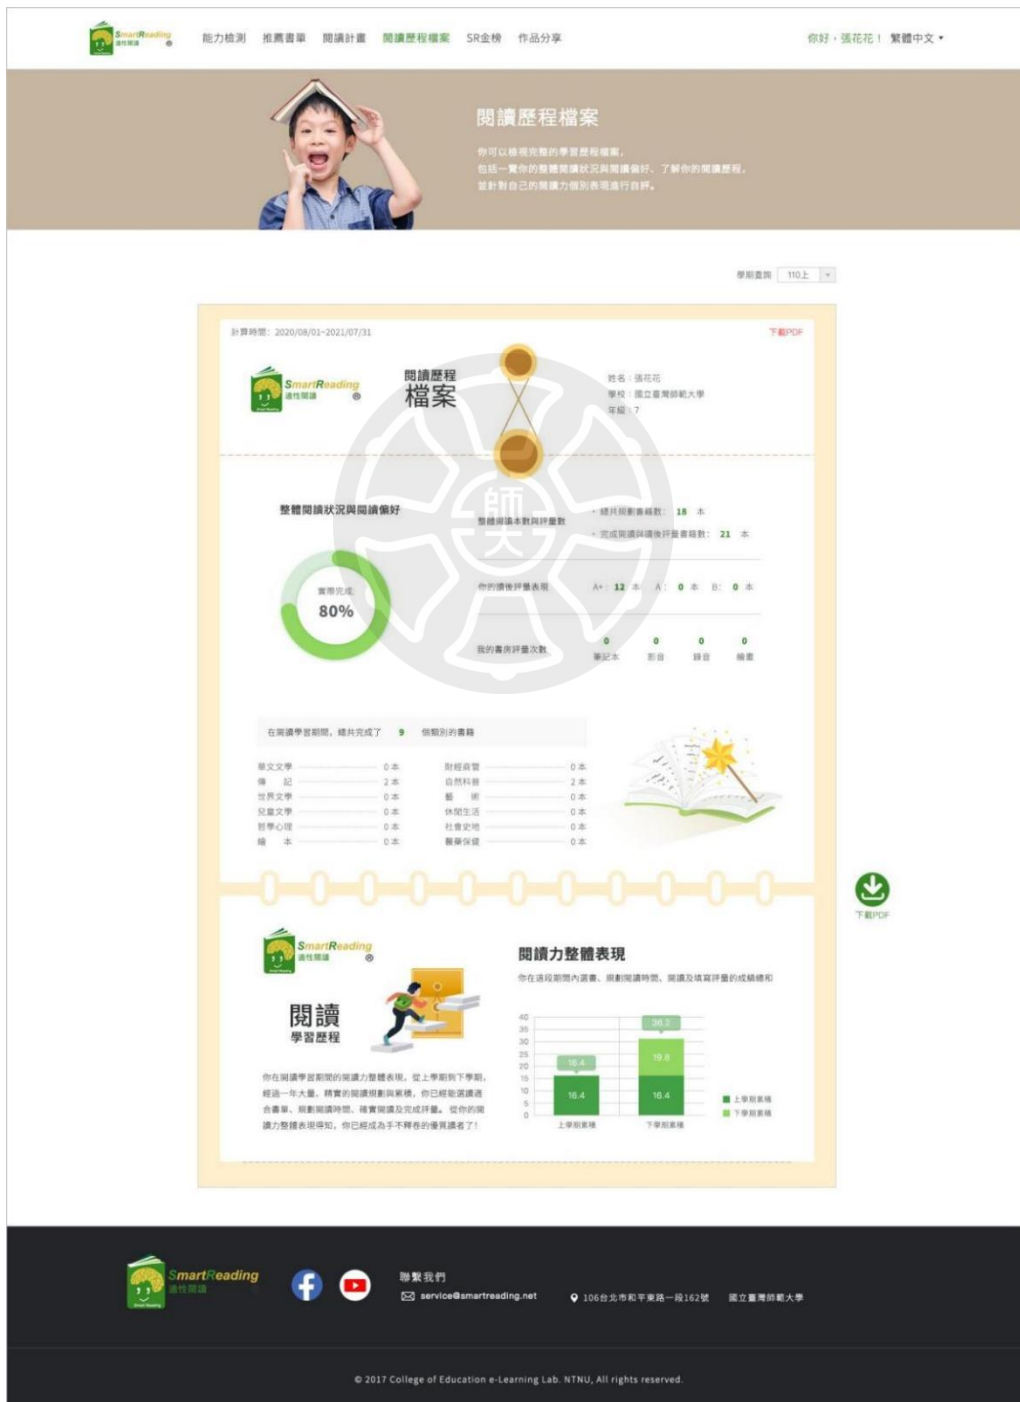 SmartReading
適性閱讀 ®
能力檢測 推薦書單 閱讀計畫 閱讀歷程檔案 SR金榜 作品分享
你好，張花花！ 繁體中文
閱讀歷程檔案
你可以檢視完整的學習歷程檔案，
包括一覽你的整體閱讀狀況與閱讀偏好、了解你的閱讀歷程，
並針對自己的閱讀力個別表現進行自評。
學期查詢 110上
計算時間：2020/08/01~2021/07/31
下載PDF
SmartReading
適性閱讀 ®
Smart Reading
閱讀歷程
檔案
姓名：張花花
學校：國立臺灣師範大學
年級：7
師大
整體閱讀狀況與閱讀偏好
實際完成:
80%
整體閱讀本數與評量數
・總共規劃書籍數： 18 本
・完成閱讀與讀後評量書籍數： 21 本
你的讀後評量表現
A+: 12 本 A: 0 本 B: 0 本
我的書房評量次數
0 0 0 0
筆記本 影音 錄音 繪畫
在閱讀學習期間，總共完成了 9 個類別的書籍
華文文學 0 本 財經商管 0 本
傳 記 2 本 自然科普 2 本
世界文學 0 本 藝 術 0 本
兒童文學 0 本 休閒生活 0 本
哲學心理 0 本 社會史地 0 本
繪 本 0 本 醫藥保健 0 本
下載PDF
SmartReading
適性閱讀 ®
Smart Reading
閱讀
學習歷程
你在閱讀學習期間的閱讀力整體表現，從上學期到下學期，
經過一年大量、精實的閱讀規劃與累積，你已經能選讀適
合書單、規劃閱讀時間、確實閱讀及完成評量。 從你的閱
讀力整體表現得知，你已經成為手不釋卷的優質讀者了!
閱讀力整體表現
你在這段期間內選書、規劃閱讀時間、閱讀及填寫評量的成績總和
40
35
30
25
20
15
10
5
0
16.4
16.4
36.2
19.8
16.4
上學期累積 下學期累積
上學期累積
下學期累積
SmartReading
適性閱讀
Smart Reading
聯繫我們
service@smartreading.net
106台北市和平東路一段162號 國立臺灣師範大學
© 2017 College of Education e-Learning Lab. NTNU, All rights reserved.